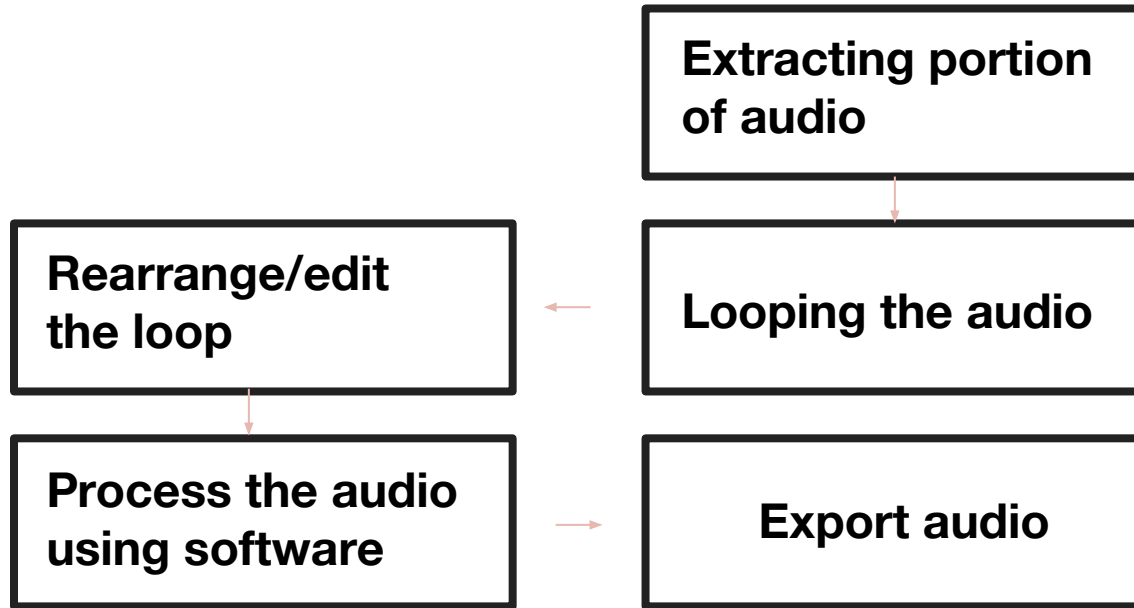 Extracting portion
of audio
Looping the audio
Rearrange/edit
the loop
Process the audio
using software
Export audio